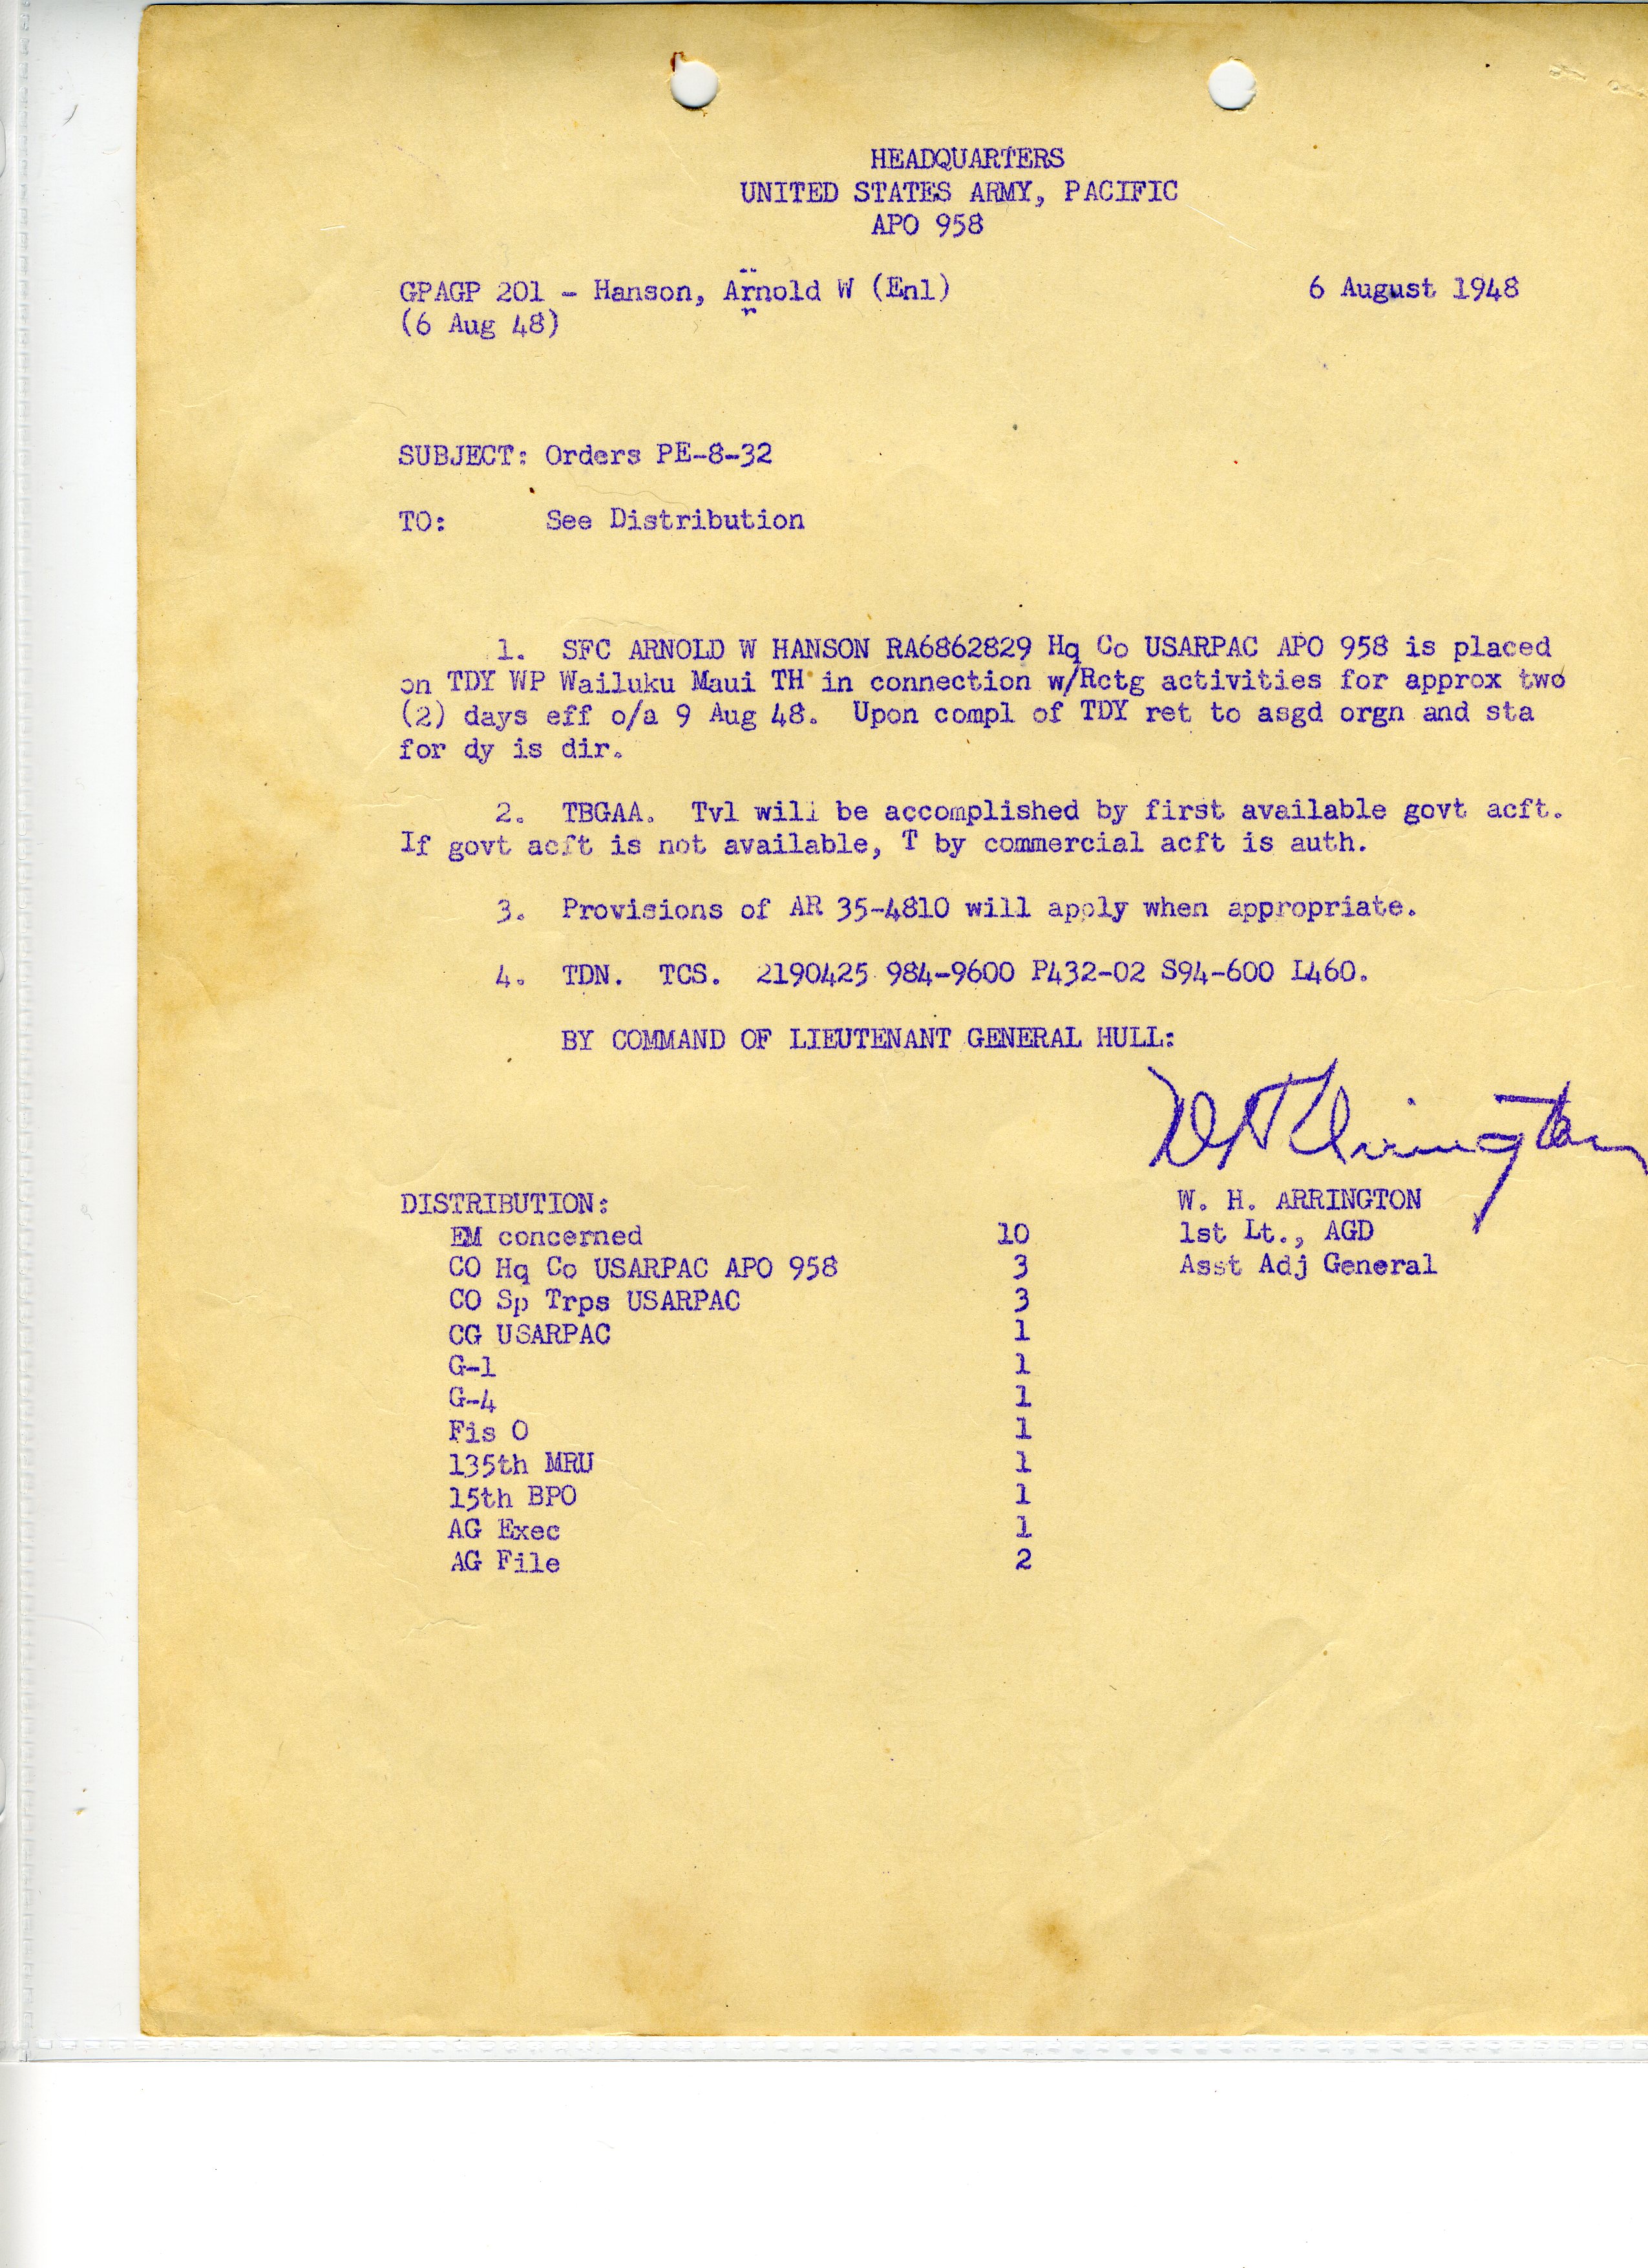 HEADQUARTERS
UNITED STATES ARMY, PACIFIC
APO 958
GPAGP 201 - Hanson, Arnold W (Enl) 6 August 1948
(6 Aug 48)
SUBJECT: Orders PE-8-32
TO: See Distribution
1. SFC ARNOLD W HANSON RA6862829 Hq Co USARPAC APO 958 is placed
on TDY WP Wailuku Maui TH in connection w/Rctg activities for approx two
(2) days eff o/a 9 Aug 48. Upon compl of TDY ret to asgd orgn and sta
for dy is dir.
2. TBGAA. Tvl will be accomplished by first available govt acft.
If govt acft is not available, T by commercial acft is auth.
3. Provisions of AR 35-4810 will apply when appropriate.
4. TDN. TCS. 2190425 984-9600 P432-02 S94-600 L460.
BY COMMAND OF LIEUTENANT GENERAL HULL:
W H Arrington
DISTRIBUTION: W. H. ARRINGTON
EM concerned 10 1st Lt., AGD
CO Hq Co USARPAC APO 958 3 Asst Adj General
CO Sp Trps USARPAC 3
CG USARPAC 1
G-1 1
G-4 1
Fis O 1
135th MRU 1
15th BPO 1
AG Exec 1
AG File 2